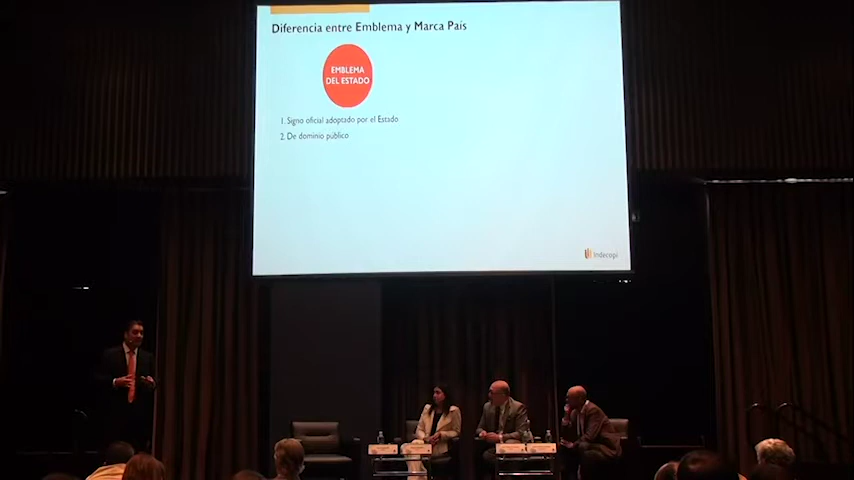 Diferencia entre Emblema y Marca País
EMBLEMA
DEL ESTADO
1. Signo oficial adoptado por el Estado
2. De dominio público
Indecopi